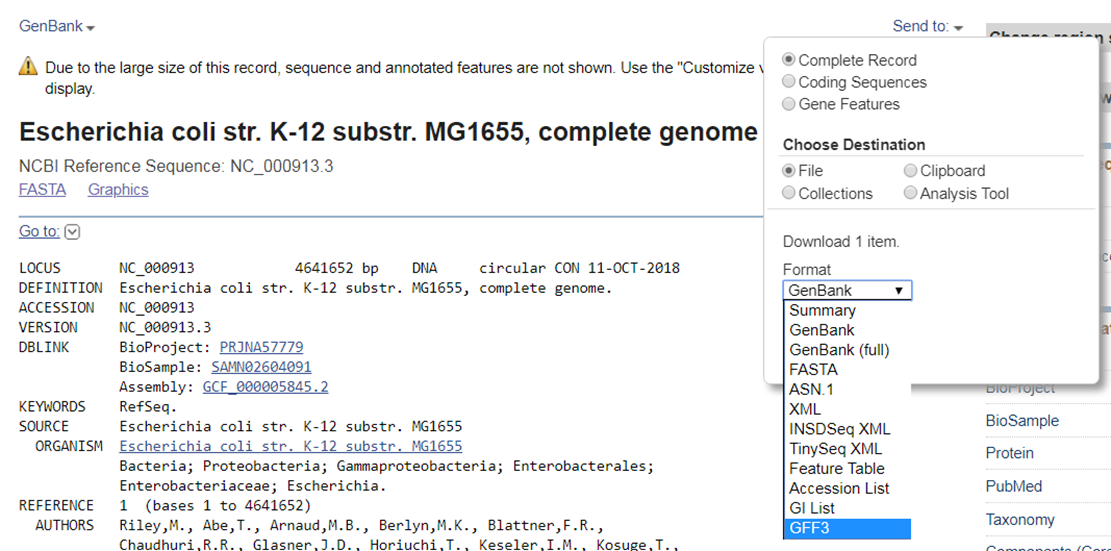 GenBank
Send to:
Due to the large size of this record, sequence and annotated features are not shown. Use the "Customize
display.
Escherichia coli str. K-12 substr. MG1655, complete genome
NCBI Reference Sequence: NC_000913.3
FASTA Graphics
Go to:
LOCUS NC_000913 4641652 bp DNA circular CON 11-OCT-2018
DEFINITION Escherichia coli str. K-12 substr. MG1655, complete genome.
ACCESSION NC_000913
VERSION NC_000913.3
DBLINK BioProject: PRJNA57779
BioSample: SAMN02604091
Assembly: GCF_000005845.2
KEYWORDS RefSeq.
SOURCE Escherichia coli str. K-12 substr. MG1655
ORGANISM Escherichia coli str. K-12 substr. MG1655
Bacteria; Proteobacteria; Gammaproteobacteria; Enterobacterales;
Enterobacteriaceae; Escherichia.
REFERENCE 1 (bases 1 to 4641652)
AUTHORS Riley,M., Abe,T., Arnaud,M.B., Berlyn,M.K., Blattner,F.R.,
Chaudhuri,R.R., Glasner,J.D., Horiuchi,T., Keseler,I.M., Kosuge,T.,
Complete Record
Coding Sequences
Gene Features
Choose Destination
File Clipboard
Collections Analysis Tool
Download 1 item.
Format
GenBank
Summary
GenBank
GenBank (full)
FASTA
ASN.1
XML
INSDSeq XML
TinySeq XML
Feature Table
Accession List
GI List
GFF3
Change region
BioProject
BioSample
Protein
PubMed
Taxonomy